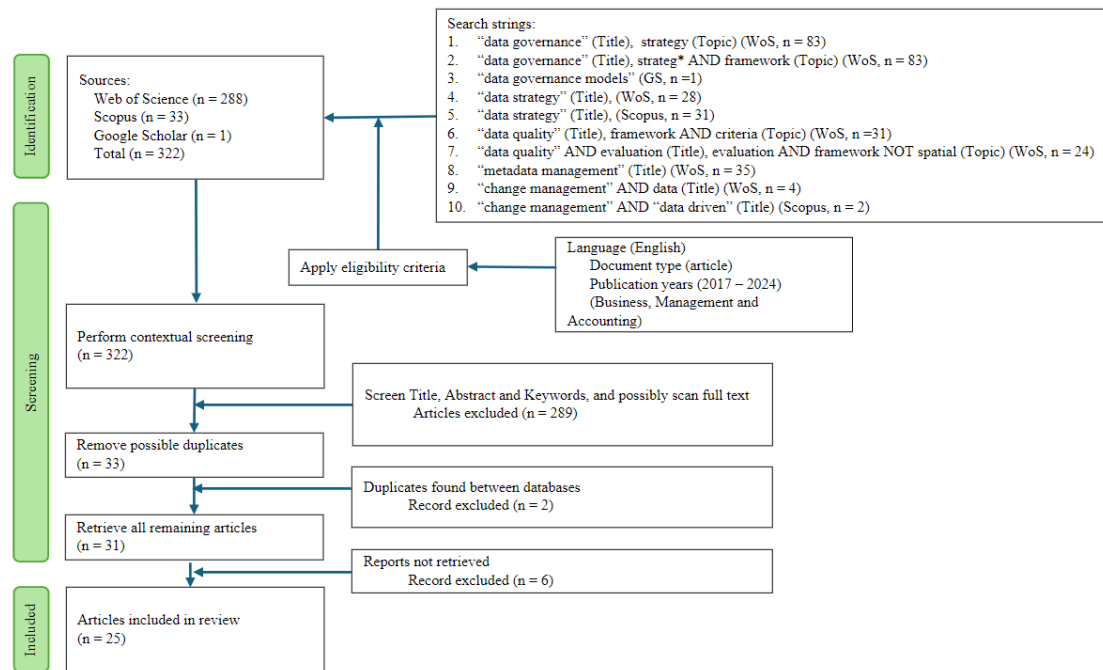 Identification
Sources:
Web of Science (n = 288)
Scopus (n = 33)
Google Scholar (n = 1)
Total (n = 322)
Search strings:
1. “data governance” (Title), strategy (Topic) (WoS, n = 83)
2. “data governance” (Title), strateg* AND framework (Topic) (WoS, n = 83)
3. “data governance models” (GS, n =1)
4. “data strategy” (Title), (WoS, n = 28)
5. “data strategy” (Title), (Scopus, n = 31)
6. “data quality” (Title), framework AND criteria (Topic) (WoS, n =31)
7. “data quality” AND evaluation (Title), evaluation AND framework NOT spatial (Topic) (WoS, n = 24)
8. “metadata management” (Title) (WoS, n = 35)
9. “change management” AND data (Title) (WoS, n = 4)
10. “change management” AND “data driven” (Title) (Scopus, n = 2)
Screening
Apply eligibility criteria
Language (English)
Document type (article)
Publication years (2017 – 2024)
(Business, Management and
Accounting)
Perform contextual screening
(n = 322)
Screen Title, Abstract and Keywords, and possibly scan full text
Articles excluded (n = 289)
Remove possible duplicates
(n = 33)
Duplicates found between databases
Record excluded (n = 2)
Retrieve all remaining articles
(n = 31)
Reports not retrieved
Record excluded (n = 6)
Included
Articles included in review
(n = 25)